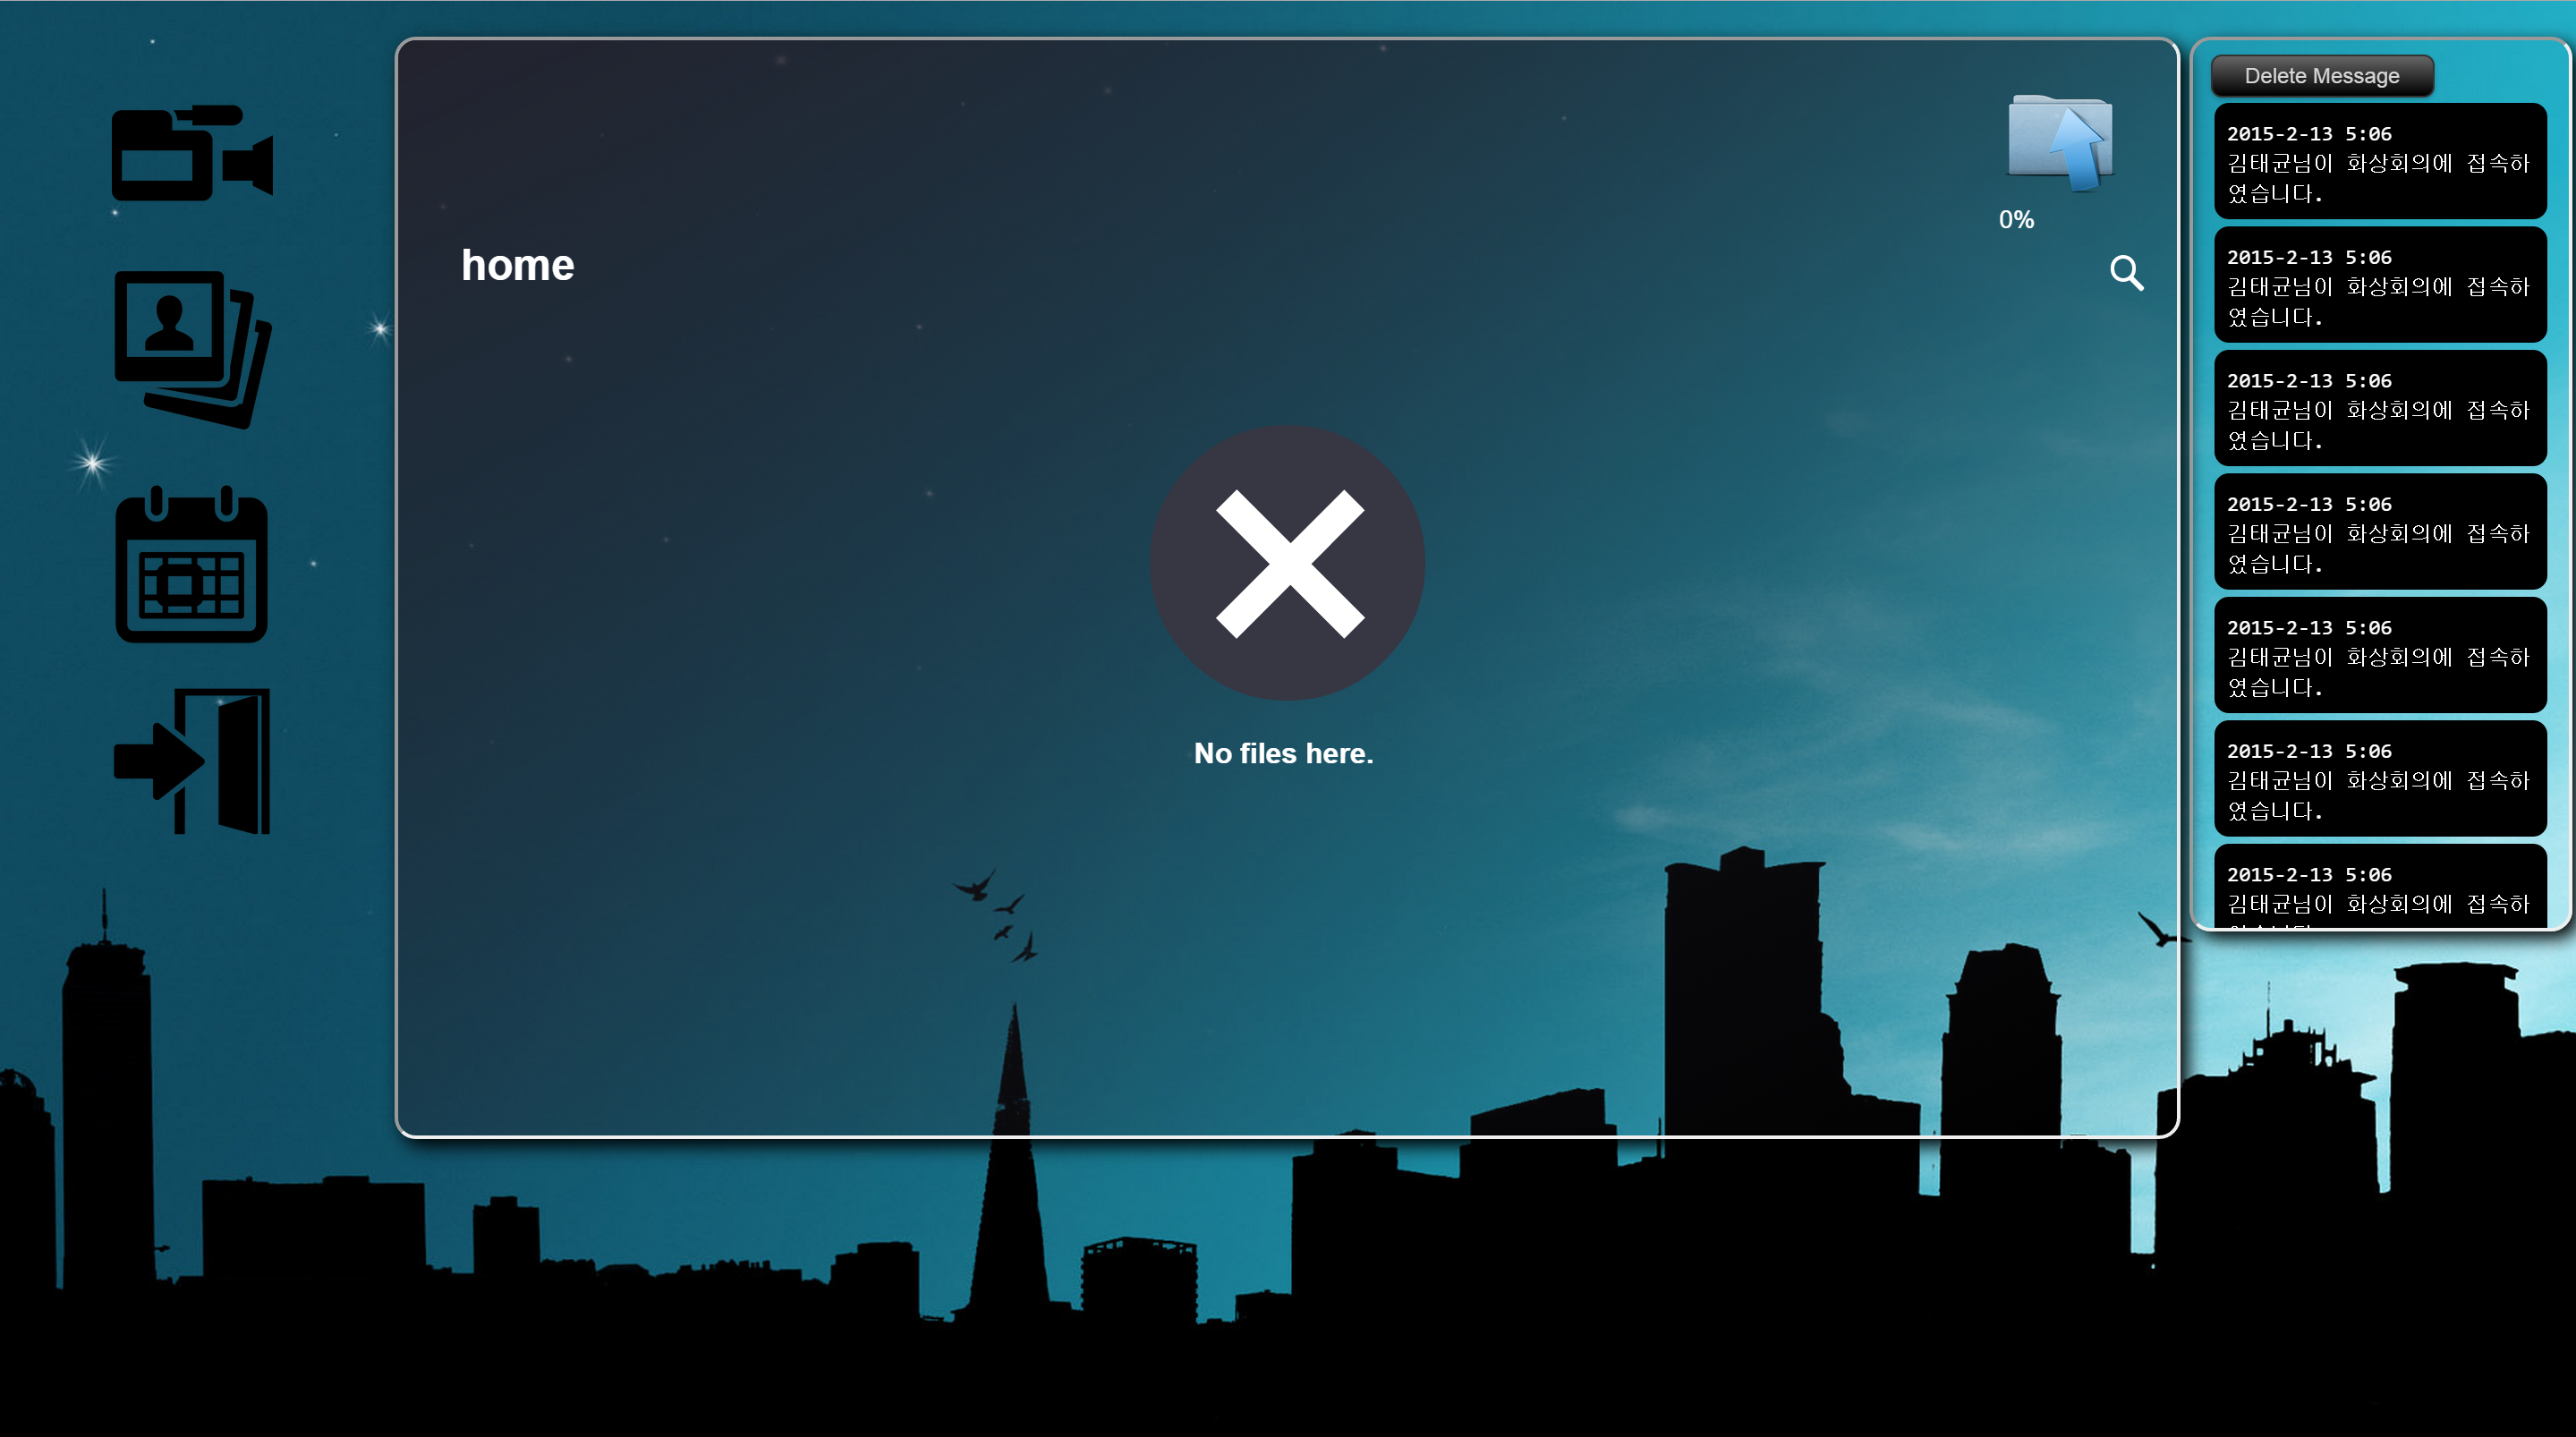 0%
home
No files here.
Delete Message
2015-2-13 5:06
김태균님이 화상회의에 접속하
였습니다.
2015-2-13 5:06
김태균님이 화상회의에 접속하
였습니다.
2015-2-13 5:06
김태균님이 화상회의에 접속하
였습니다.
2015-2-13 5:06
김태균님이 화상회의에 접속하
였습니다.
2015-2-13 5:06
김태균님이 화상회의에 접속하
였습니다.
2015-2-13 5:06
김태균님이 화상회의에 접속하
였습니다.
2015-2-13 5:06
김태균님이 화상회의에 접속하